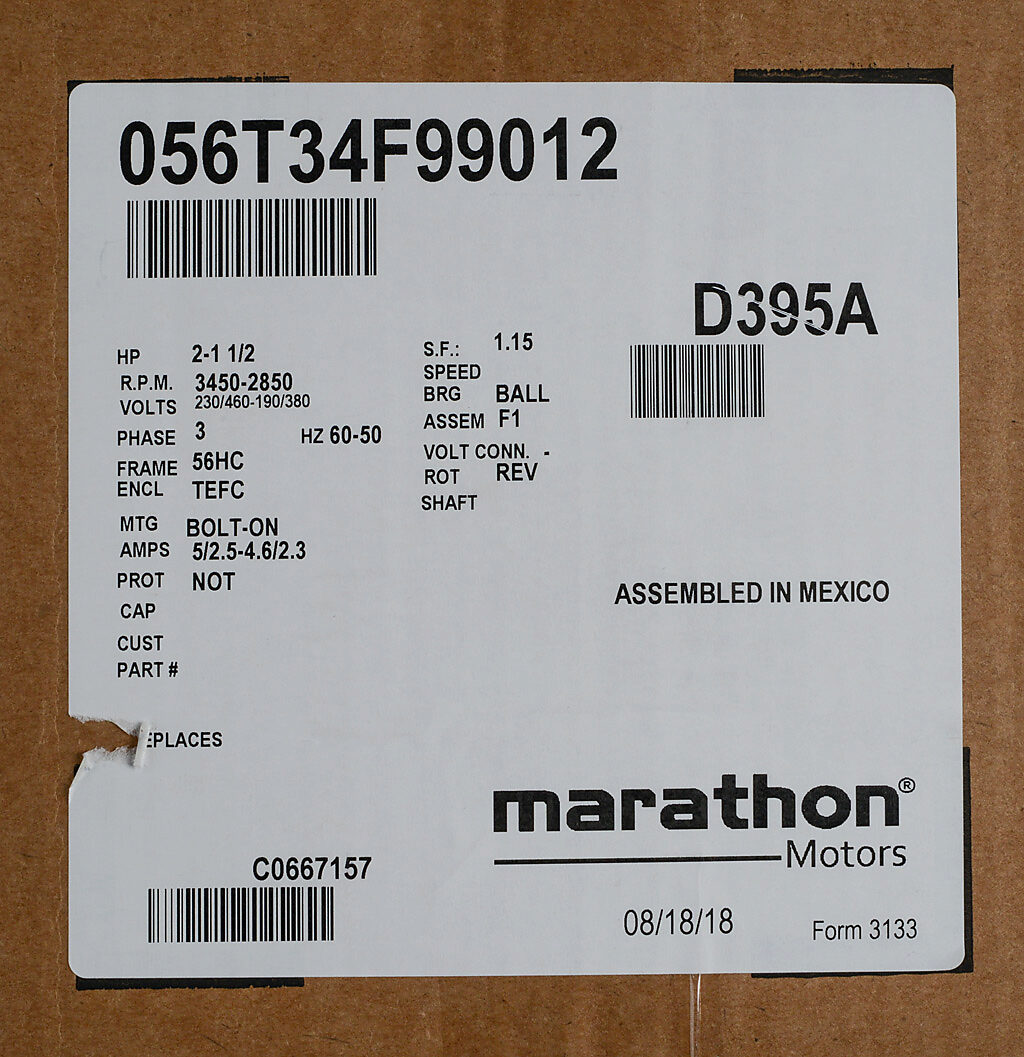 056T34F99012
D395A
HP 2-1 1/2
R.P.M. 3450-2850
VOLTS 230/460-190/380
PHASE 3 HZ 60-50
FRAME 56HC
ENCL TEFC
MTG BOLT-ON
AMPS 5/2.5-4.6/2.3
PROT NOT
CAP
CUST
PART #
S.F.: 1.15
SPEED
BRG BALL
ASSEM F1
VOLT CONN. -
ROT REV
SHAFT
ASSEMBLED IN MEXICO
EPLACES
marathon®
Motors
C0667157
08/18/18
Form 3133